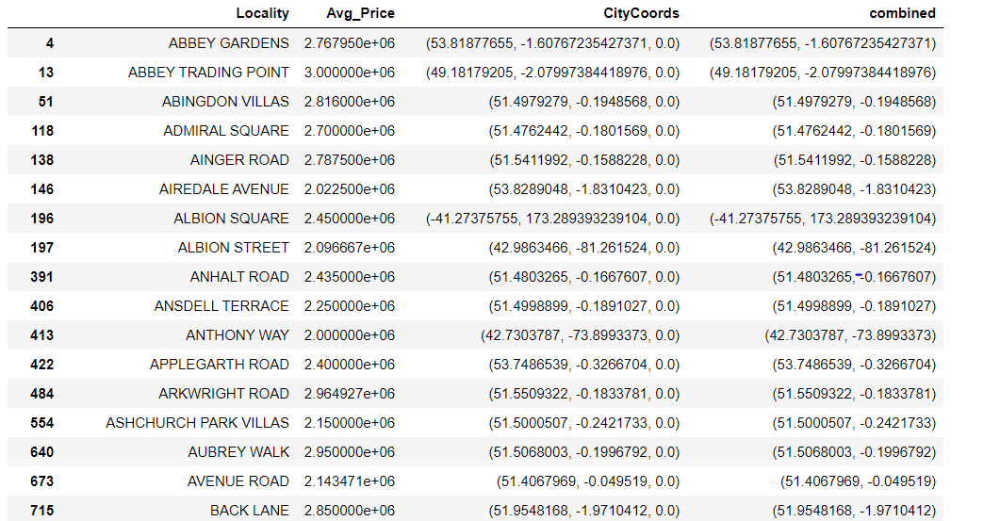 Locality Avg_Price CityCoords combined
4 ABBEY GARDENS 2.767950e+06 (53.81877655, -1.60767235427371, 0.0) (53.81877655, -1.60767235427371)
13 ABBEY TRADING POINT 3.000000e+06 (49.18179205, -2.07997384418976, 0.0) (49.18179205, -2.07997384418976)
51 ABINGDON VILLAS 2.816000e+06 (51.4979279, -0.1948568, 0.0) (51.4979279, -0.1948568)
118 ADMIRAL SQUARE 2.700000e+06 (51.4762442, -0.1801569, 0.0) (51.4762442, -0.1801569)
138 AINGER ROAD 2.787500e+06 (51.5411992, -0.1588228, 0.0) (51.5411992, -0.1588228)
146 AIREDALE AVENUE 2.022500e+06 (53.8289048, -1.8310423, 0.0) (53.8289048, -1.8310423)
196 ALBION SQUARE 2.450000e+06 (-41.27375755, 173.289393239104, 0.0) (-41.27375755, 173.289393239104)
197 ALBION STREET 2.096667e+06 (42.9863466, -81.261524, 0.0) (42.9863466, -81.261524)
391 ANHALT ROAD 2.435000e+06 (51.4803265, -0.1667607, 0.0) (51.4803265, -0.1667607)
406 ANSDELL TERRACE 2.250000e+06 (51.4998899, -0.1891027, 0.0) (51.4998899, -0.1891027)
413 ANTHONY WAY 2.000000e+06 (42.7303787, -73.8993373, 0.0) (42.7303787, -73.8993373)
422 APPLEGARTH ROAD 2.400000e+06 (53.7486539, -0.3266704, 0.0) (53.7486539, -0.3266704)
484 ARKWRIGHT ROAD 2.964927e+06 (51.5509322, -0.1833781, 0.0) (51.5509322, -0.1833781)
554 ASHCHURCH PARK VILLAS 2.150000e+06 (51.5000507, -0.2421733, 0.0) (51.5000507, -0.2421733)
640 AUBREY WALK 2.950000e+06 (51.5068003, -0.1996792, 0.0) (51.5068003, -0.1996792)
673 AVENUE ROAD 2.143471e+06 (51.4067969, -0.049519, 0.0) (51.4067969, -0.049519)
715 BACK LANE 2.850000e+06 (51.9548168, -1.9710412, 0.0) (51.9548168, -1.9710412)